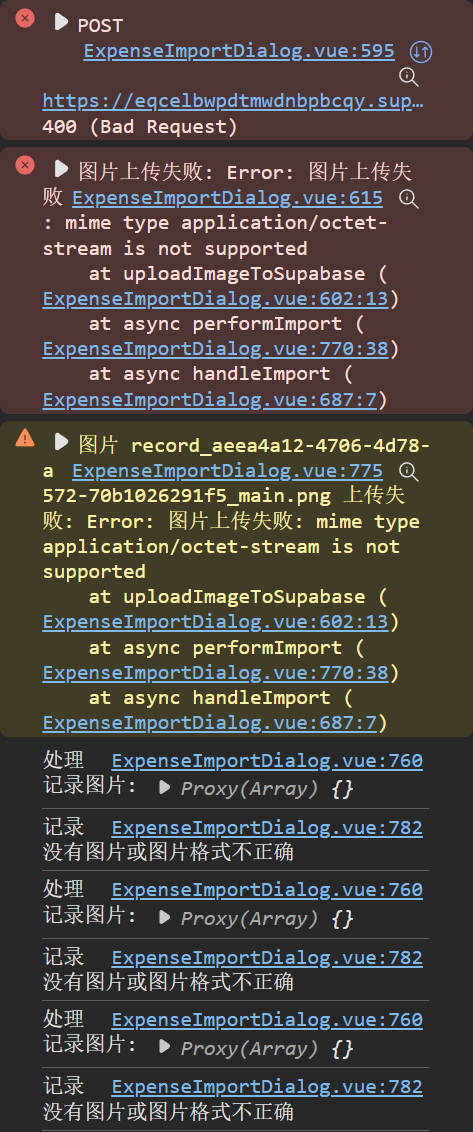 POST
ExpenseImportDialog.vue:595
https://eqcelbwpdtmwdnbpbcqy.sup…
400 (Bad Request)
图片上传失败: Error: 图片上传失
败 ExpenseImportDialog.vue:615
: mime type application/octet-
stream is not supported
at uploadImageToSupabase (
ExpenseImportDialog.vue:602:13)
at async performImport (
ExpenseImportDialog.vue:770:38)
at async handleImport (
ExpenseImportDialog.vue:687:7)
图片 record_aeea4a12-4706-4d78-
a ExpenseImportDialog.vue:775
572-70b1026291f5_main.png 上传失
败: Error: 图片上传失败: mime type
application/octet-stream is not
supported
at uploadImageToSupabase (
ExpenseImportDialog.vue:602:13)
at async performImport (
ExpenseImportDialog.vue:770:38)
at async handleImport (
ExpenseImportDialog.vue:687:7)
处理 ExpenseImportDialog.vue:760
记录图片: Proxy(Array) {}
记录 ExpenseImportDialog.vue:782
没有图片或图片格式不正确
处理 ExpenseImportDialog.vue:760
记录图片: Proxy(Array) {}
记录 ExpenseImportDialog.vue:782
没有图片或图片格式不正确
处理 ExpenseImportDialog.vue:760
记录图片: Proxy(Array) {}
记录 ExpenseImportDialog.vue:782
没有图片或图片格式不正确